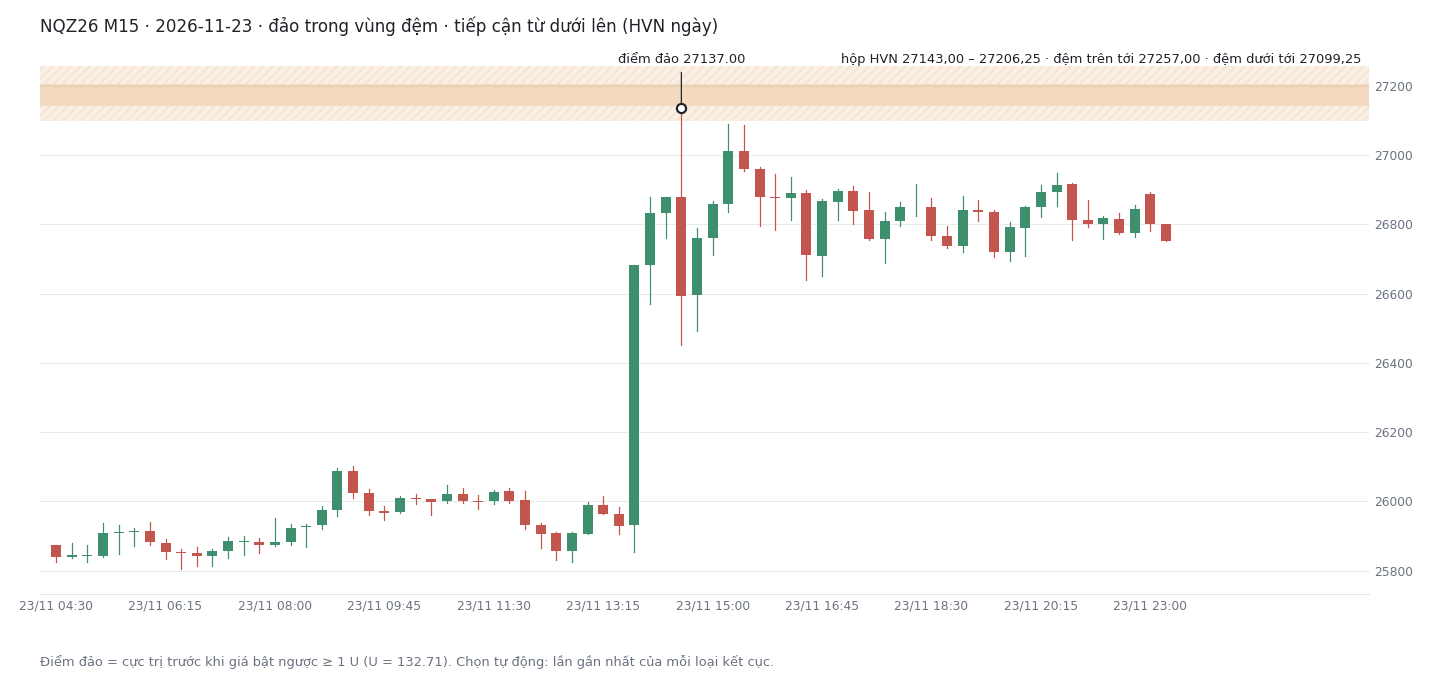 NQZ26 M15 · 2026-11-23 · đảo trong vùng đệm · tiếp cận từ dưới lên (HVN ngày)
điểm đảo 27137.00
hộp HVN 27143,00 – 27206,25 · đệm trên tới 27257,00 · đệm dưới tới 27099,25
27200
27000
26800
26600
26400
26200
26000
25800
23/11 04:30 23/11 06:15 23/11 08:00 23/11 09:45 23/11 11:30 23/11 13:15 23/11 15:00 23/11 16:45 23/11 18:30 23/11 20:15 23/11 23:00
Điểm đảo = cực trị trước khi giá bật ngược ≥ 1 U (U = 132.71). Chọn tự động: lần gần nhất của mỗi loại kết cục.